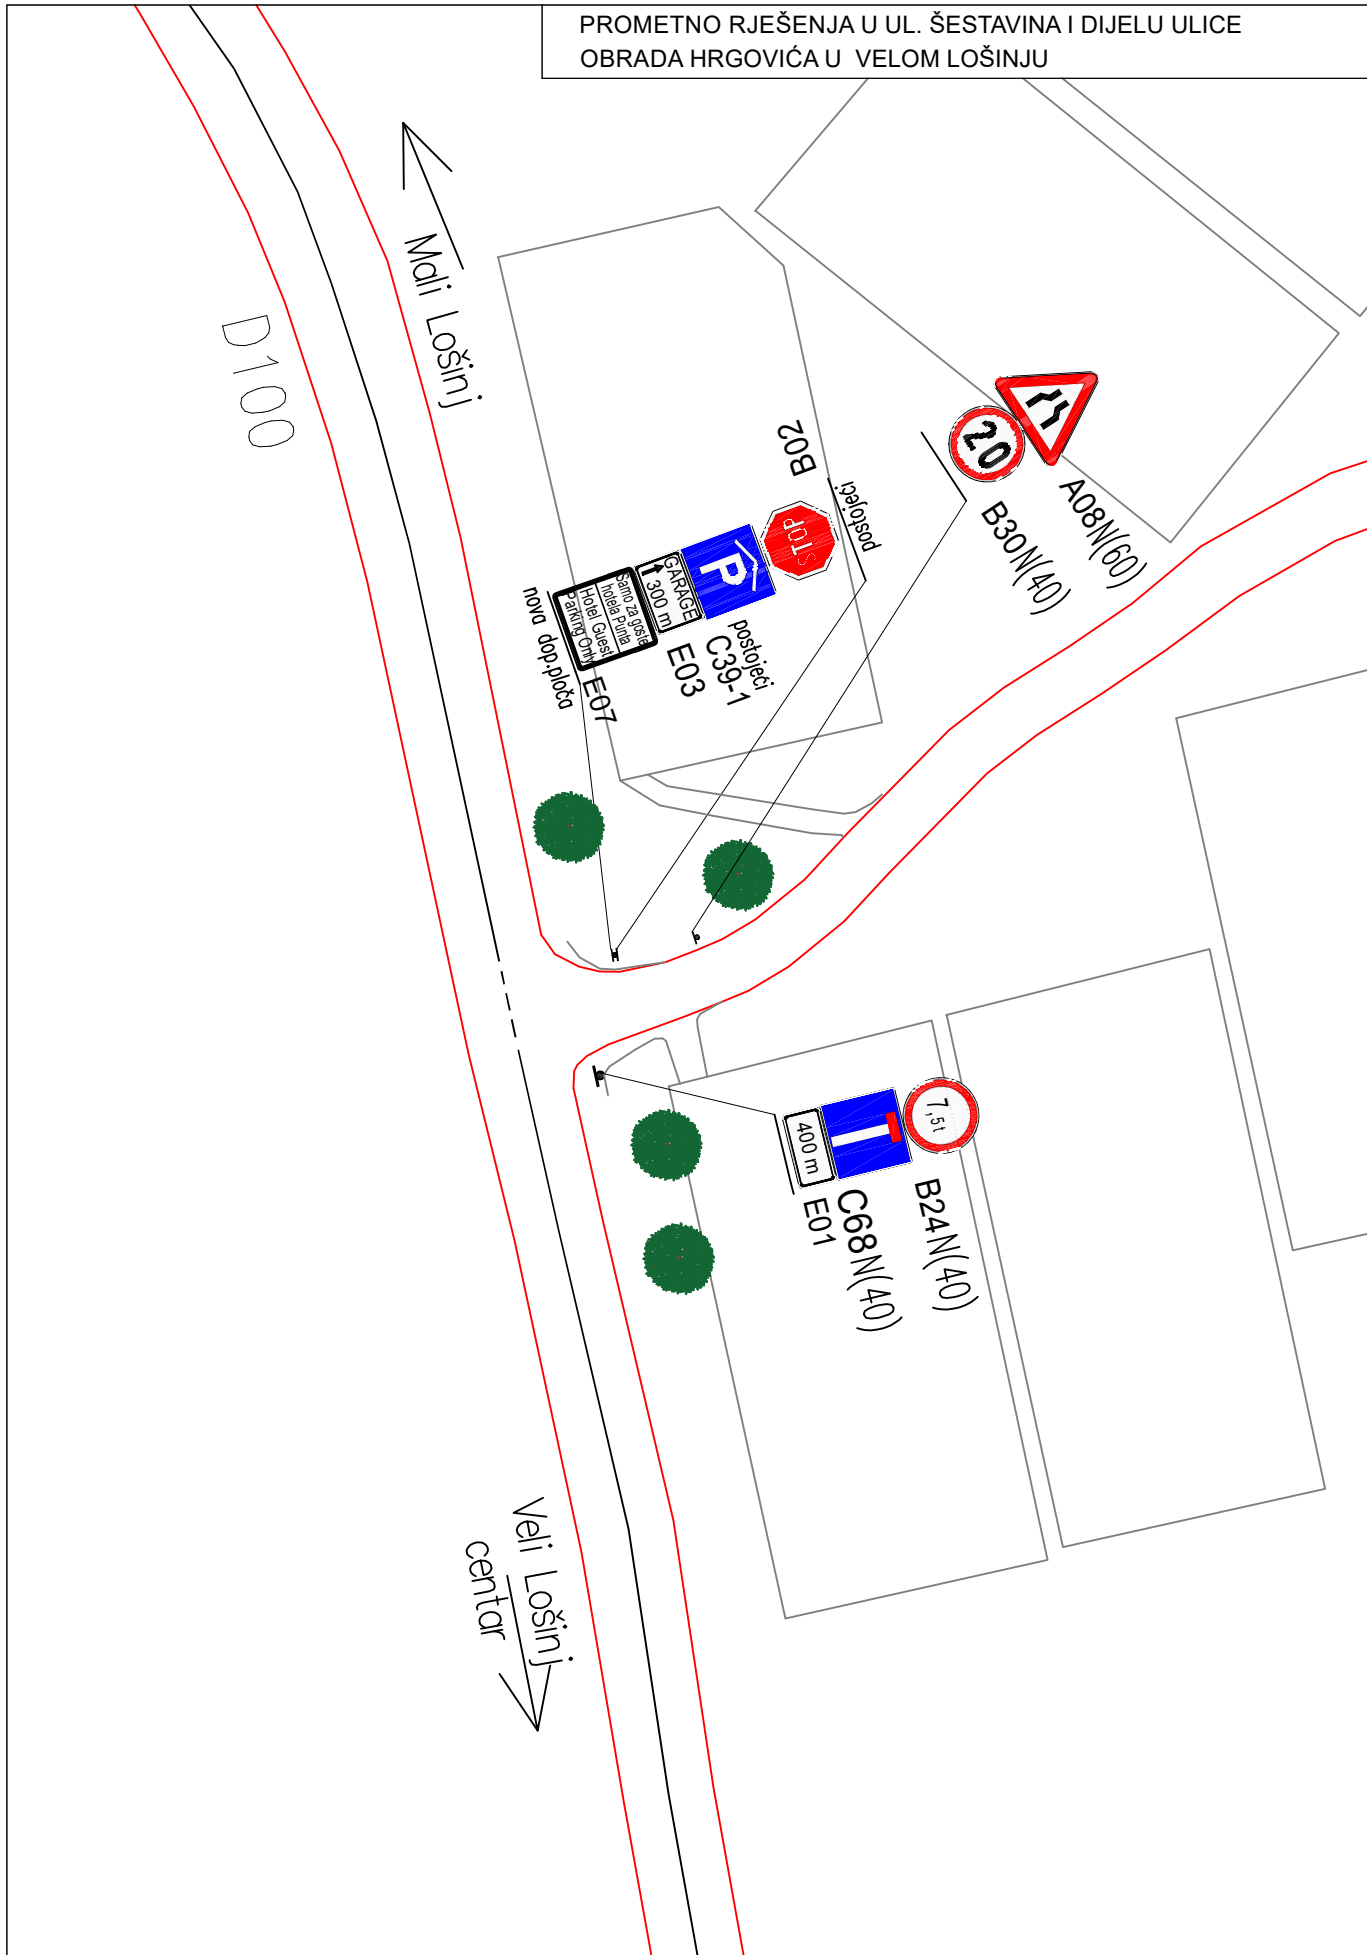 PROMETNO RJEŠENJA U UL. ŠESTAVINA I DIJELU ULICE
OBRADA HRGOVIĆA U VELOM LOŠINJU
Mali Lošinj
D100
A08N(60)
20
B30N(40)
B02
postojeći
STOP
P
postojeći
C39-1
GARAGE
300 m
E03
Samo za goste
hotela Punta
Hotel Guest
Parking Only
E07
nova dop.ploča
7,5t
B24N(40)
C68N(40)
400 m
E01
Veli Lošinj
centar